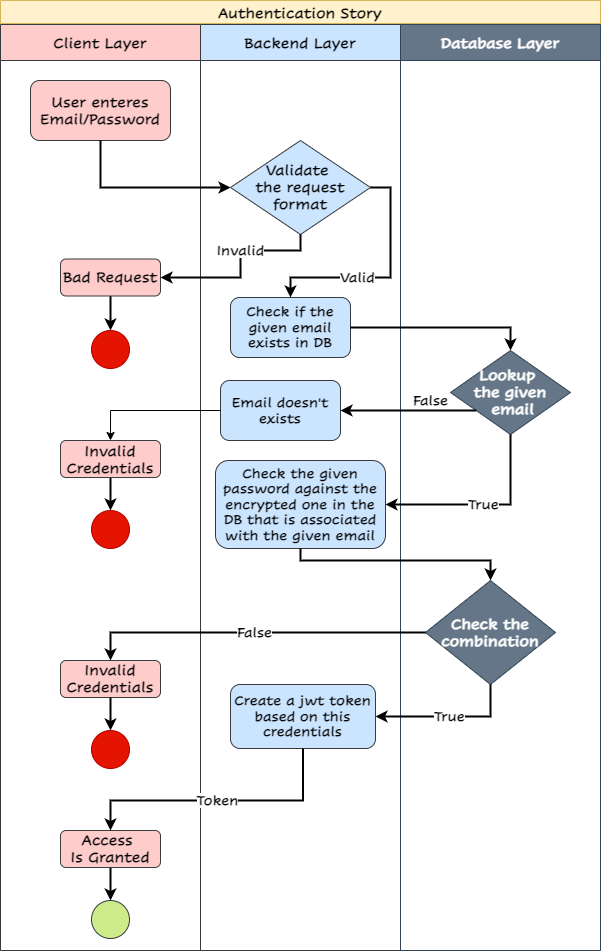 Authentication Story
Client Layer
Backend Layer
Database Layer
User enteres
Email/Password
Validate
the request
format
Invalid
Bad Request
Valid
Check if the
given email
exists in DB
Lookup
the given
email
False
Email doesn't
exists
Invalid
Credentials
Check the given
password against the
encrypted one in the
DB that is associated
with the given email
True
Check the
combination
False
Invalid
Credentials
Create a jwt token
based on this
credentials
True
Token
Access
Is Granted